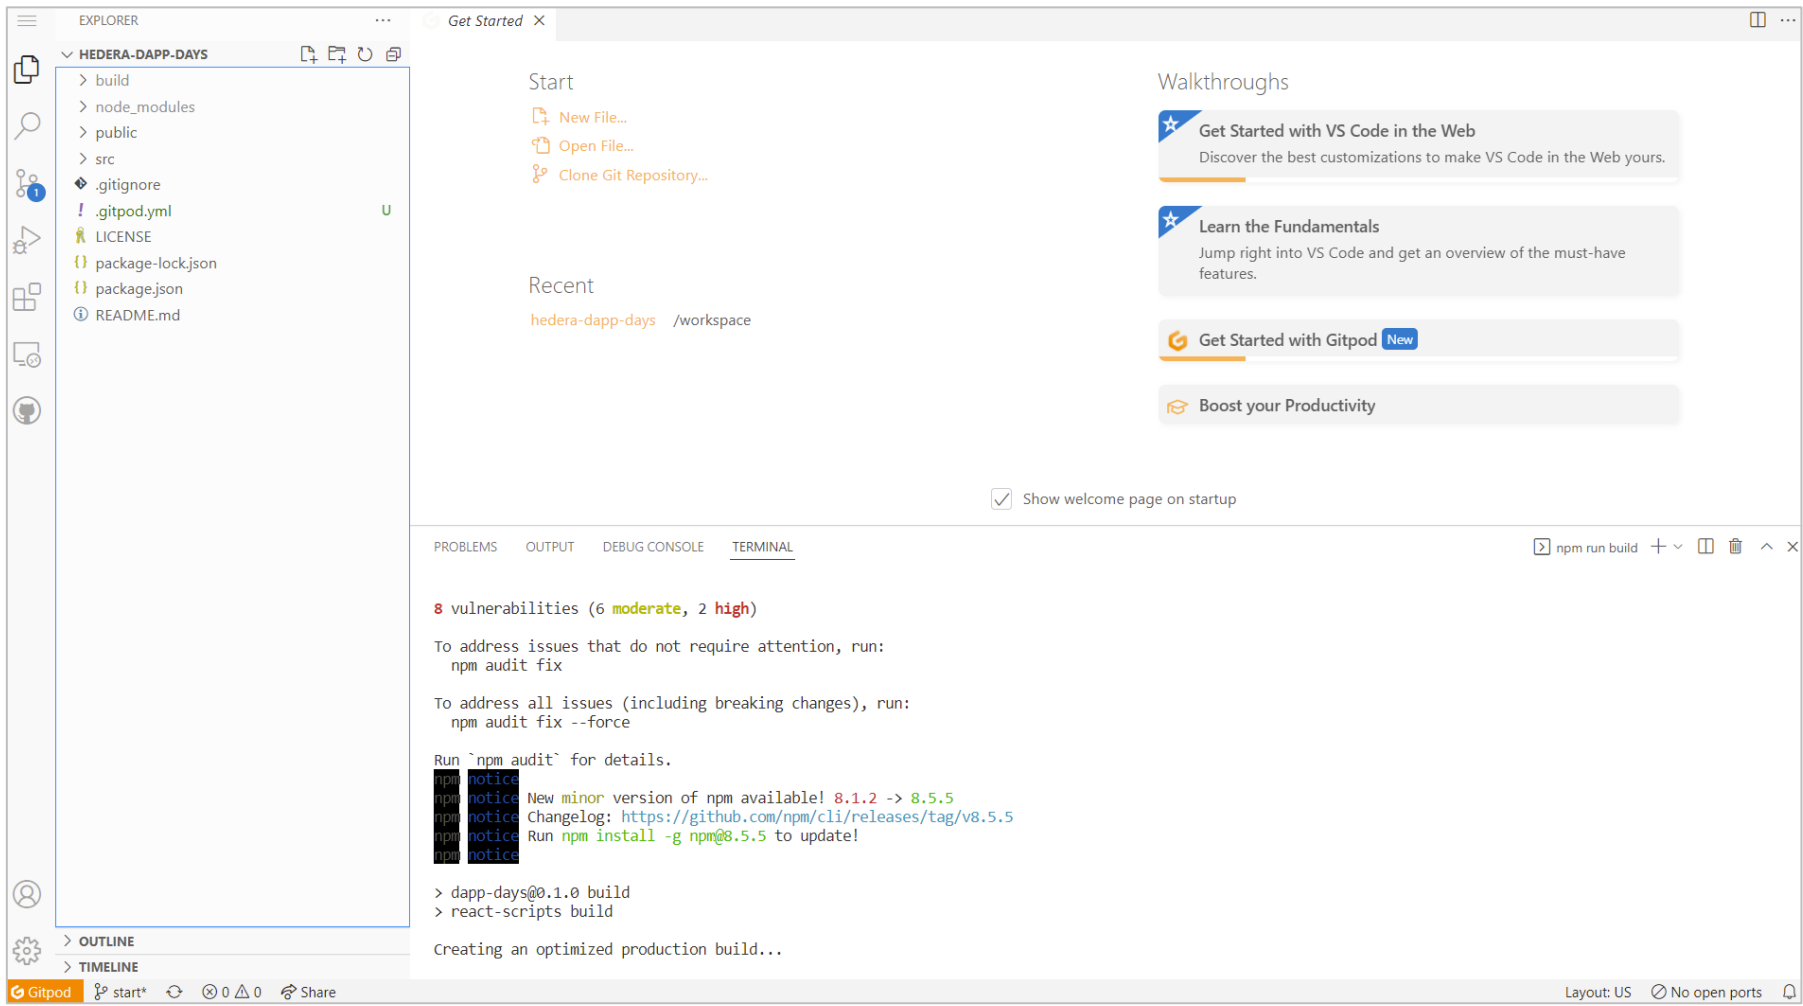 EXPLORER
HEDERA-DAPP-DAYS
build
node_modules
public
src
.gitignore
.gitpod.yml U
LICENSE
package-lock.json
package.json
README.md
OUTLINE
TIMELINE
1
Get Started
Start
New File...
Open File...
Clone Git Repository...
Recent
hedera-dapp-days /workspace
Walkthroughs
Get Started with VS Code in the Web
Discover the best customizations to make VS Code in the Web yours.
Learn the Fundamentals
Jump right into VS Code and get an overview of the must-have
features.
Get Started with Gitpod New
Boost your Productivity
Show welcome page on startup
PROBLEMS OUTPUT DEBUG CONSOLE TERMINAL
npm run build
8 vulnerabilities (6 moderate, 2 high)
To address issues that do not require attention, run:
npm audit fix
To address all issues (including breaking changes), run:
npm audit fix --force
Run `npm audit` for details.
npm notice
npm notice New minor version of npm available! 8.1.2 -> 8.5.5
npm notice Changelog: https://github.com/npm/cli/releases/tag/v8.5.5
npm notice Run npm install -g npm@8.5.5 to update!
npm notice
> dapp-days@0.1.0 build
> react-scripts build
Creating an optimized production build...
Gitpod start* 0 0 Share
Layout: US No open ports